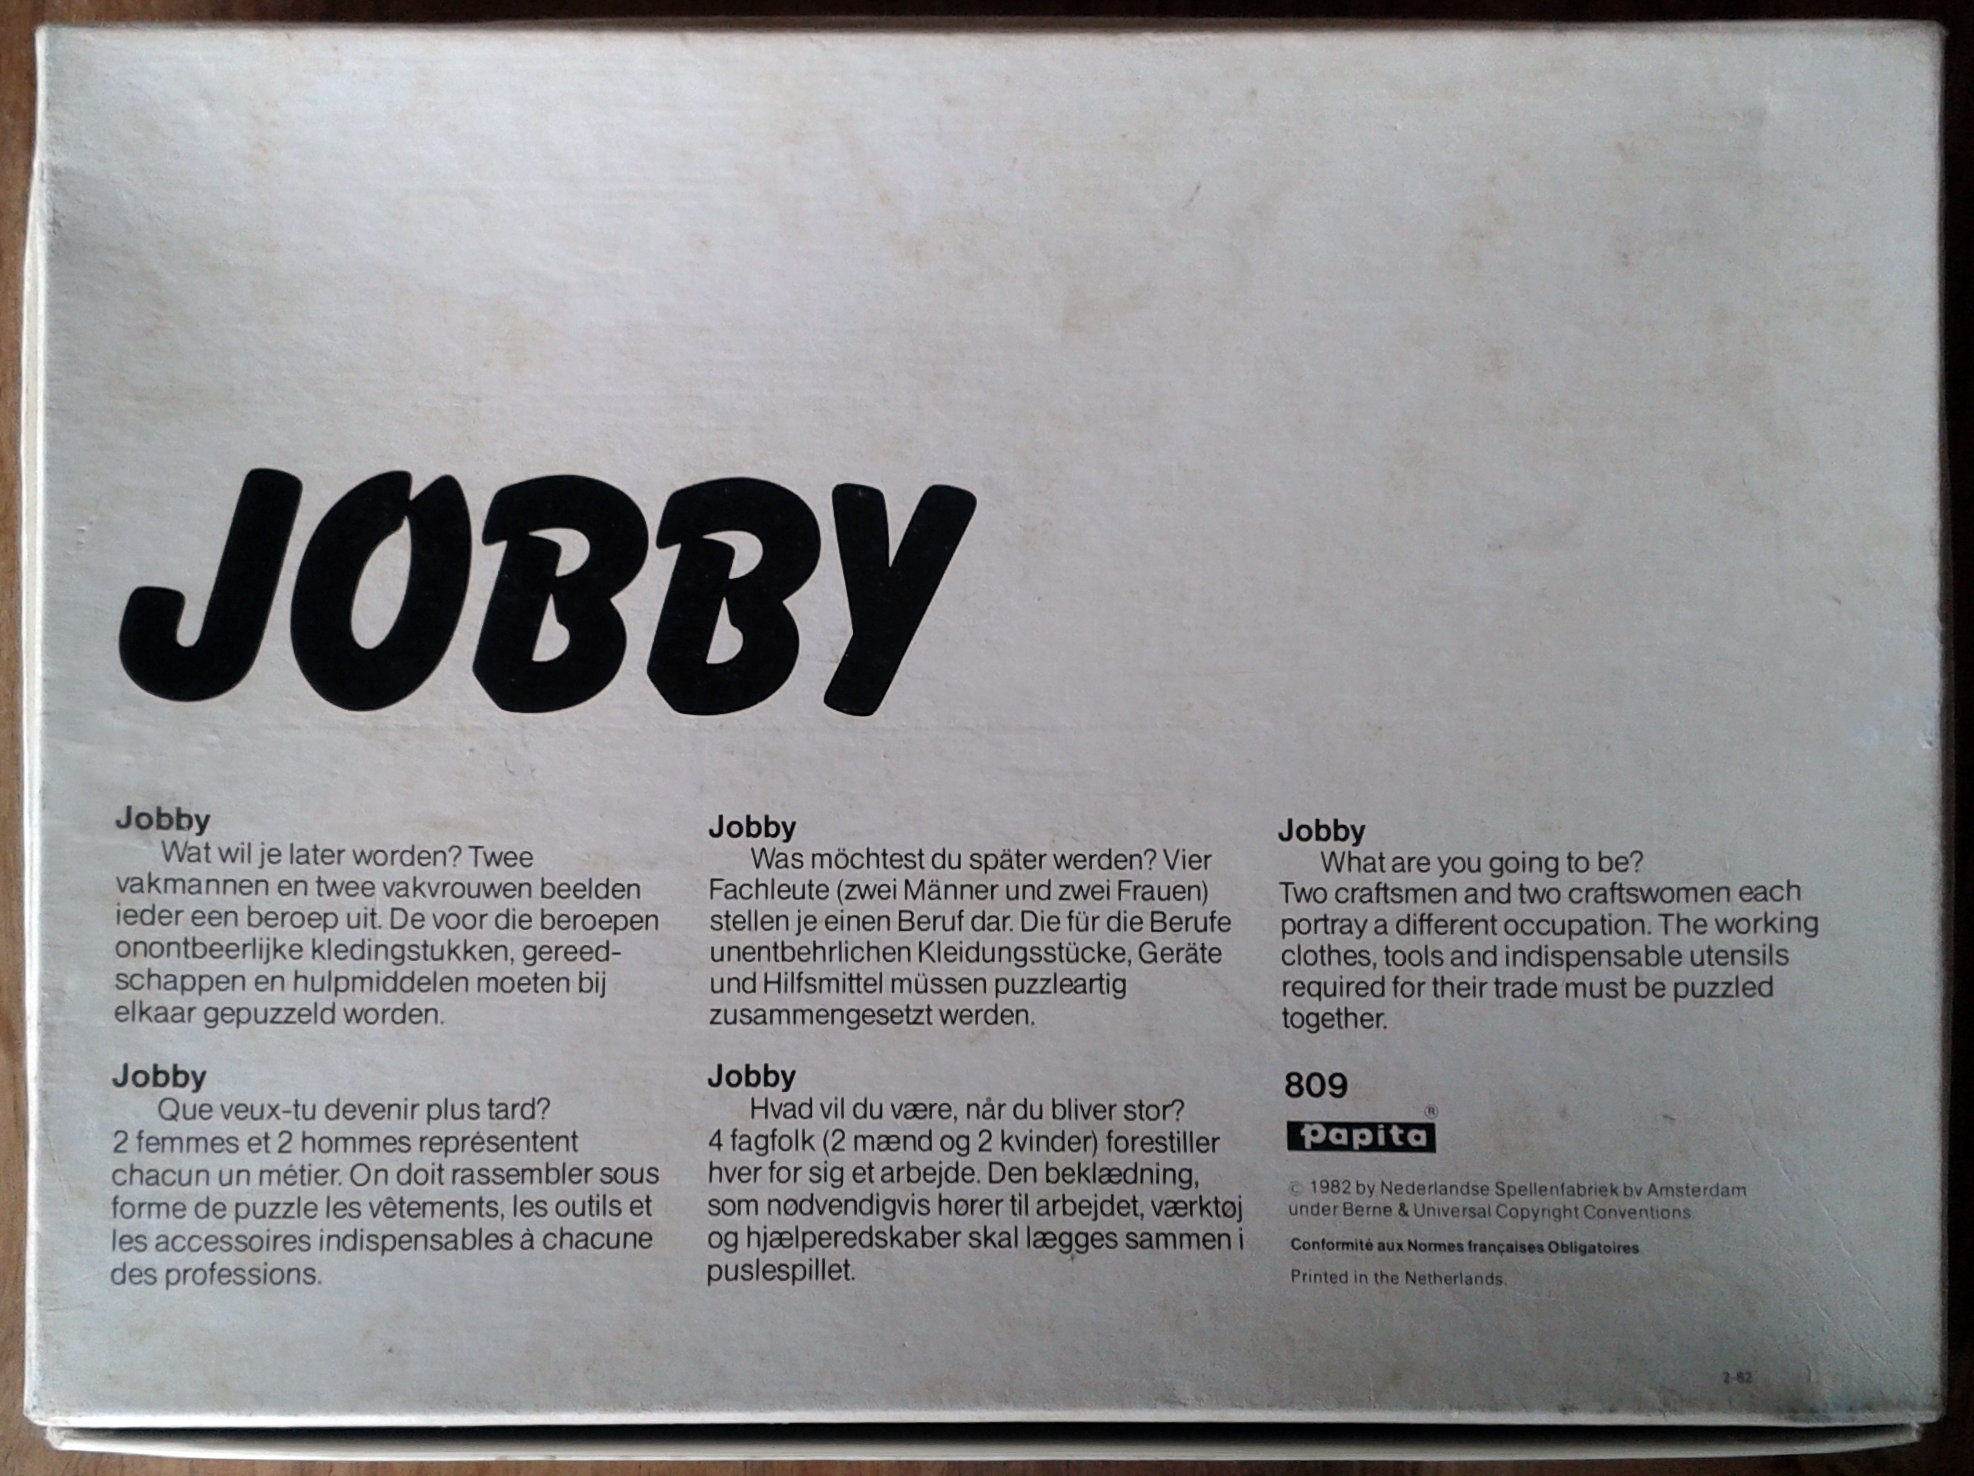 JOBBY
Jobby
Wat wil je later worden? Twee
vakmannen en twee vakvrouwen beelden
ieder een beroep uit. De voor die beroepen
onontbeerlijke kledingstukken, gereed-
schappen en hulpmiddelen moeten bij
elkaar gepuzzeld worden.
Jobby
Que veux-tu devenir plus tard?
2 femmes et 2 hommes représentent
chacun un métier. On doit rassembler sous
forme de puzzle les vêtements, les outils et
les accessoires indispensables à chacune
des professions.
Jobby
Was möchtest du später werden? Vier
Fachleute (zwei Männer und zwei Frauen)
stellen je einen Beruf dar. Die für die Berufe
unentbehrlichen Kleidungsstücke, Geräte
und Hilfsmittel müssen puzzleartig
zusammengesetzt werden.
Jobby
Hvad vil du være, når du bliver stor?
4 fagfolk (2 mænd og 2 kvinder) forestiller
hver for sig et arbejde. Den beklædning,
som nødvendigvis hører til arbejdet, værktøj
og hjælperedskaber skal lægges sammen i
puslespillet.
Jobby
What are you going to be?
Two craftsmen and two craftswomen each
portray a different occupation. The working
clothes, tools and indispensable utensils
required for their trade must be puzzled
together.
809
Papita ®
© 1982 by Nederlandse Spellenfabriek bv Amsterdam
under Berne & Universal Copyright Conventions.
Conformité aux Normes françaises Obligatoires
Printed in the Netherlands.
2-82